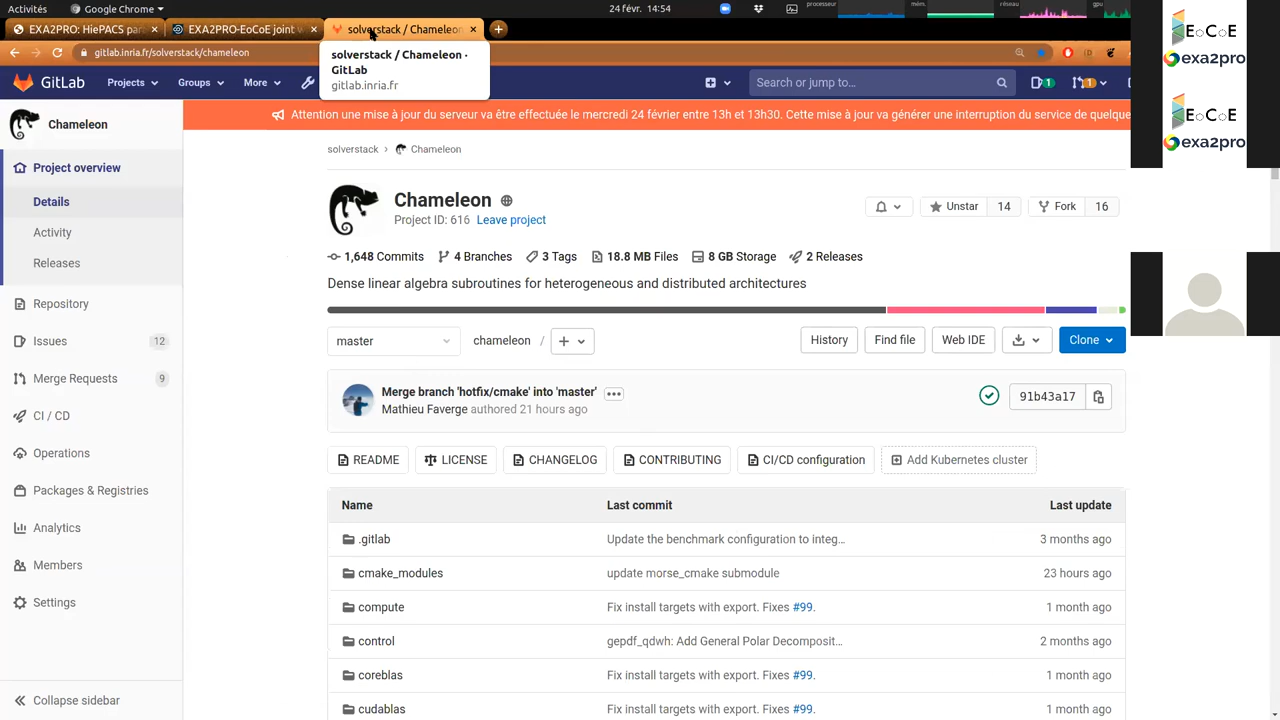 Activités
Google Chrome
24 févr. 14:54
processeur
mém.
réseau
gpu
EXA2PRO: HiePACS pa
EXA2PRO-EoCoE joint w
solverstack / Chameleon
gitlab.inria.fr/solverstack/chameleon
solverstack / Chameleon ·
GitLab
gitlab.inria.fr
GitLab
Projects
Groups
More
Search or jump to...
1
1
Attention une mise à jour du serveur va être effectuée le mercredi 24 février entre 13h et 13h30. Cette mise à jour va générer une interruption du service de quelque
Chameleon
Project overview
Details
Activity
Releases
Repository
Issues 12
Merge Requests 9
CI / CD
Operations
Packages & Registries
Analytics
Members
Settings
Collapse sidebar
solverstack > Chameleon
Chameleon
Project ID: 616 Leave project
Unstar 14
Fork 16
1,648 Commits 4 Branches 3 Tags 18.8 MB Files 8 GB Storage 2 Releases
Dense linear algebra subroutines for heterogeneous and distributed architectures
master
chameleon / +
History
Find file
Web IDE
Clone
Merge branch 'hotfix/cmake' into 'master'
Mathieu Faverge authored 21 hours ago
91b43a17
README
LICENSE
CHANGELOG
CONTRIBUTING
CI/CD configuration
Add Kubernetes cluster
Name Last commit Last update
.gitlab Update the benchmark configuration to integ... 3 months ago
cmake_modules update morse_cmake submodule 23 hours ago
compute Fix install targets with export. Fixes #99. 1 month ago
control gepdf_qdwh: Add General Polar Decomposit... 2 months ago
coreblas Fix install targets with export. Fixes #99. 1 month ago
cudablas Fix install targets with export. Fixes #99. 1 month ago
EoCoE
exa2pro
EoCoE
exa2pro